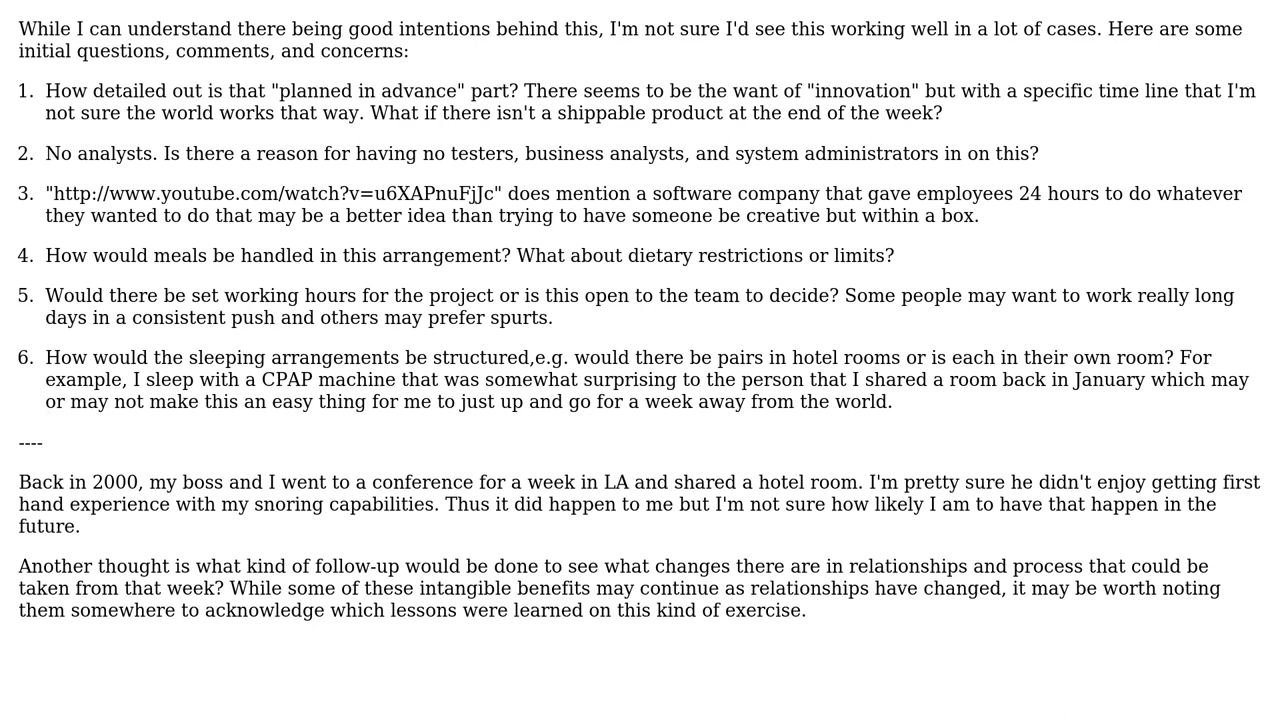 While I can understand there being good intentions behind this, I'm not sure I'd see this working well in a lot of cases. Here are some
initial questions, comments, and concerns:
1. How detailed out is that "planned in advance" part? There seems to be the want of "innovation" but with a specific time line that I'm
not sure the world works that way. What if there isn't a shippable product at the end of the week?
2. No analysts. Is there a reason for having no testers, business analysts, and system administrators in on this?
3. "http://www.youtube.com/watch?v=u6XAPnuFjJc" does mention a software company that gave employees 24 hours to do whatever
they wanted to do that may be a better idea than trying to have someone be creative but within a box.
4. How would meals be handled in this arrangement? What about dietary restrictions or limits?
5. Would there be set working hours for the project or is this open to the team to decide? Some people may want to work really long
days in a consistent push and others may prefer spurts.
6. How would the sleeping arrangements be structured,e.g. would there be pairs in hotel rooms or is each in their own room? For
example, I sleep with a CPAP machine that was somewhat surprising to the person that I shared a room back in January which may
or may not make this an easy thing for me to just up and go for a week away from the world.
----
Back in 2000, my boss and I went to a conference for a week in LA and shared a hotel room. I'm pretty sure he didn't enjoy getting first
hand experience with my snoring capabilities. Thus it did happen to me but I'm not sure how likely I am to have that happen in the
future.
Another thought is what kind of follow-up would be done to see what changes there are in relationships and process that could be
taken from that week? While some of these intangible benefits may continue as relationships have changed, it may be worth noting
them somewhere to acknowledge which lessons were learned on this kind of exercise.